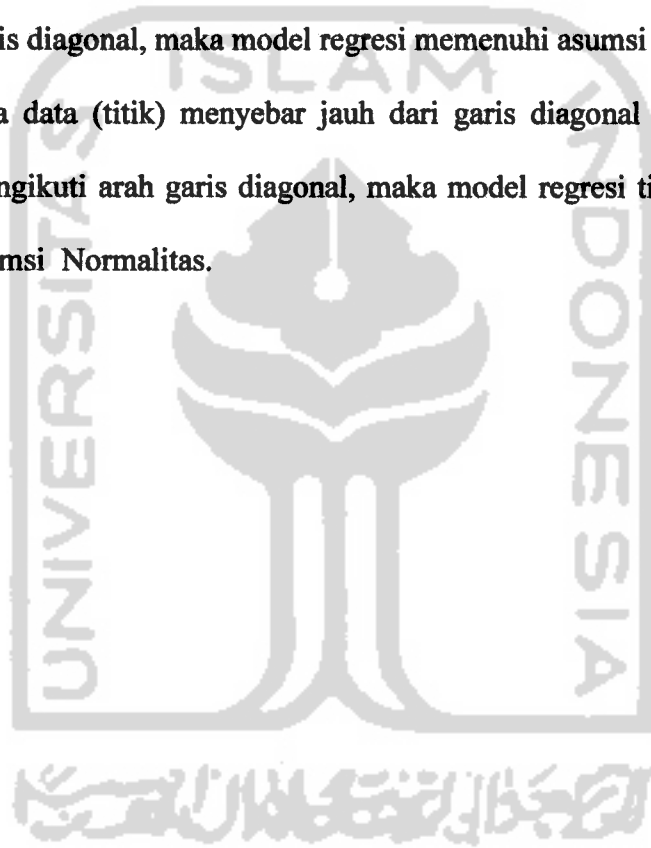 is diagonal, maka model regresi memenuhi asumsi
a data (titik) menyebar jauh dari garis diagonal
ngikuti arah garis diagonal, maka model regresi ti
msi Normalitas.
ISLAM
UNIVERSITAS
INDONESIA